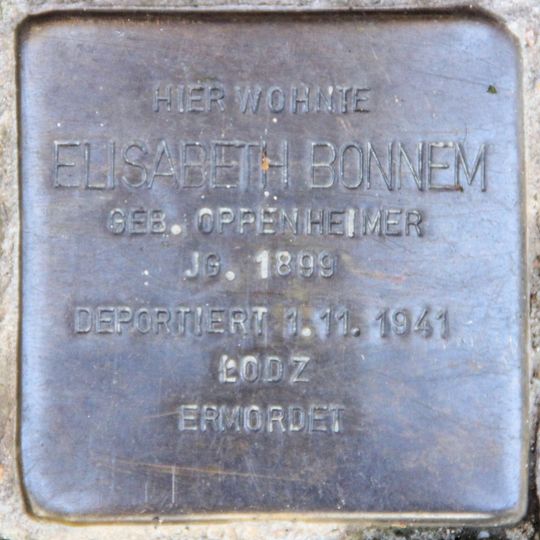 HIER WOHNTE
ELISABETH BONNEM
GEB. OPPENHEIMER
JG. 1899
DEPORTIERT 1.11. 1941
ŁODZ
ERMORDET